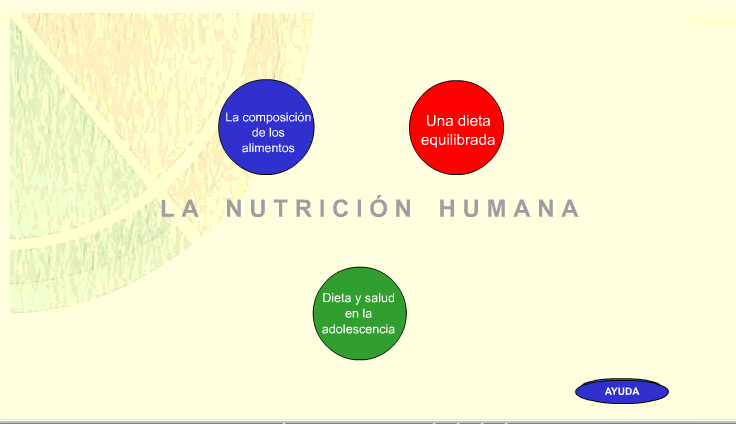 La composición
de los
alimentos
Una dieta
equilibrada
LA NUTRICIÓN HUMANA
Dieta y salud
en la
adolescencia
AYUDA